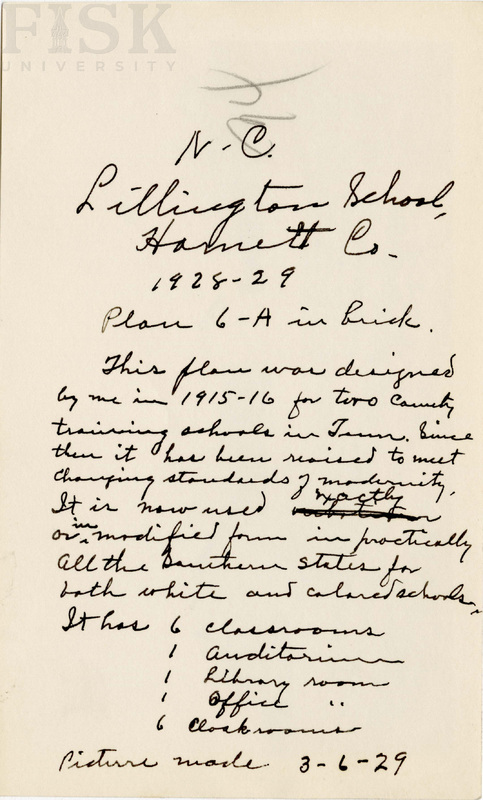 FISK
UNIVERSITY
N.C.
Lillington School,
Harnett Co.
1928-29
Plan 6-A in brick.
This plan was designed
by me in 1915-16 for two County
training schools in Tenn. Since
then it has been revised to meet
changing standards of modernity.
It is now used exactly
or in modified form in practically
all the Southern States for
both white and colored schools.
It has 6 classrooms
1 Auditorium
1 Library room
1 Office "
6 Cloakrooms
Picture made 3-6-29